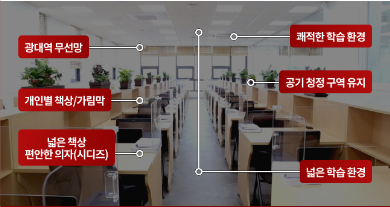 광대역 무선망
쾌적한 학습 환경
공기 청정 구역 유지
개인별 책상/가림막
넓은 책상
편안한 의자(시디즈)
넓은 학습 환경